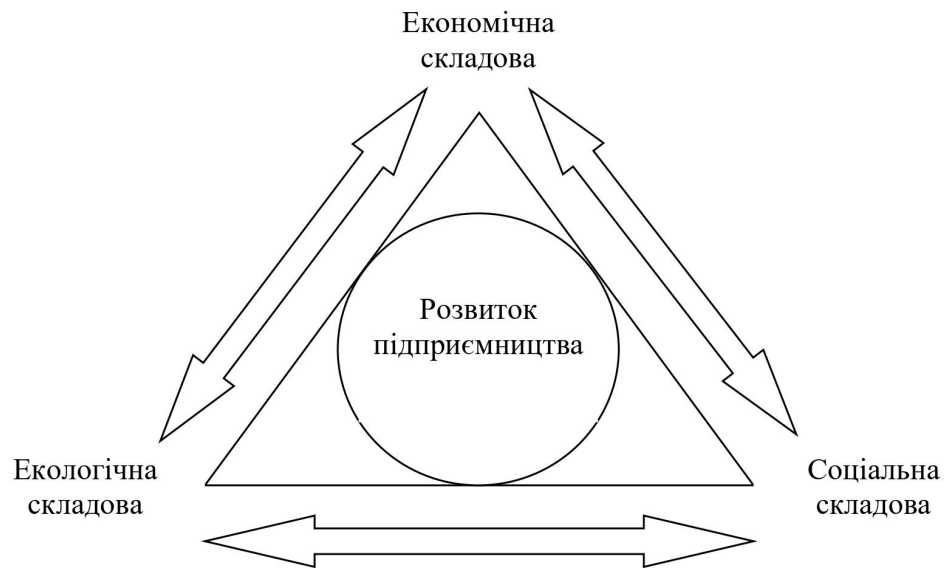 Економічна
складова
Розвиток
підприємництва
Екологічна
складова
Соціальна
складова